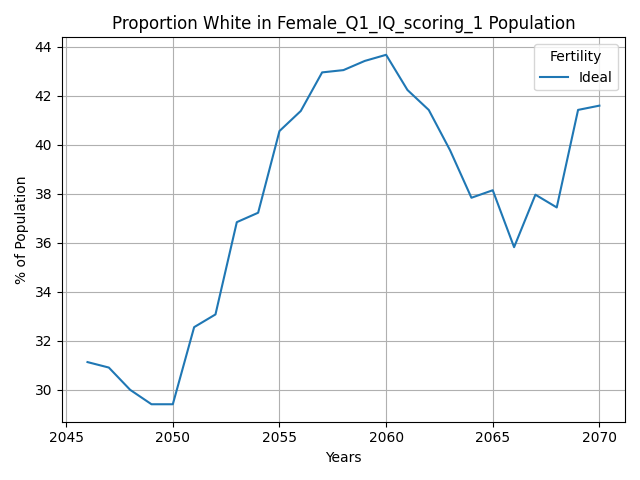 Proportion White in Female_Q1_IQ_scoring_1 Population
Fertility
Ideal
% of Population
44
42
40
38
36
34
32
30
2045 2050 2055 2060 2065 2070
Years